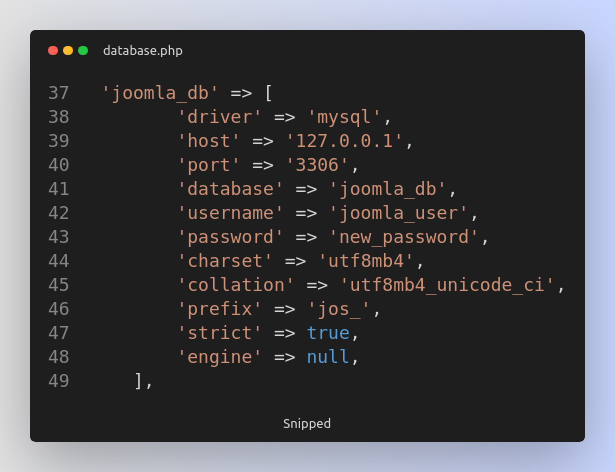 database.php
37 'joomla_db' => [
38 'driver' => 'mysql',
39 'host' => '127.0.0.1',
40 'port' => '3306',
41 'database' => 'joomla_db',
42 'username' => 'joomla_user',
43 'password' => 'new_password',
44 'charset' => 'utf8mb4',
45 'collation' => 'utf8mb4_unicode_ci',
46 'prefix' => 'jos_',
47 'strict' => true,
48 'engine' => null,
49 ],
Snipped